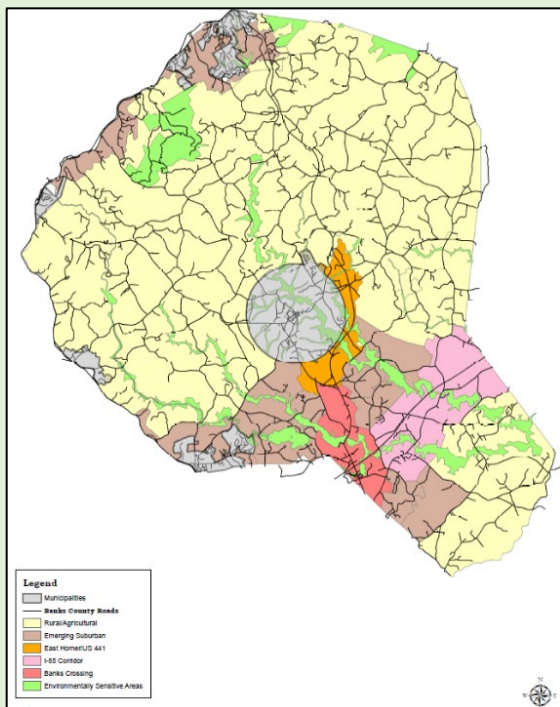 Legend
Municipalities
Banks County Roads
Rural/Agricultural
Emerging Suburban
East Homer/US 441
I-85 Corridor
Banks Crossing
Environmentally Sensitive Areas
N
W
E
S